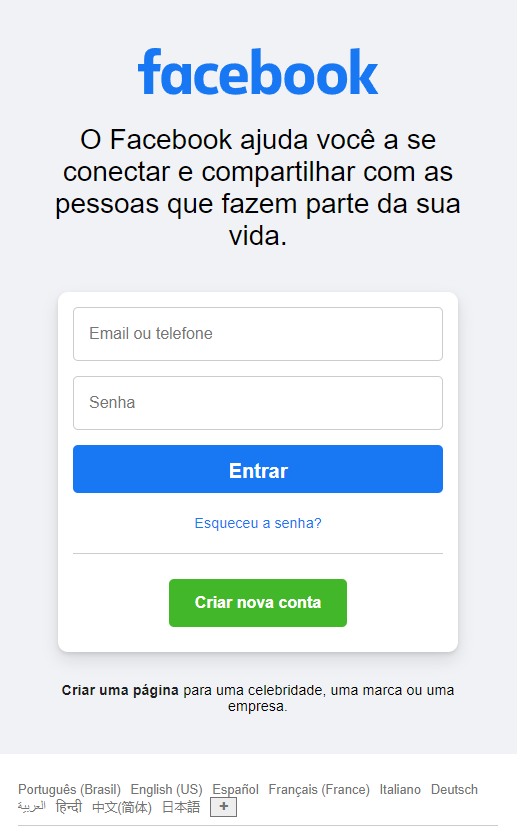 facebook
O Facebook ajuda você a se
conectar e compartilhar com as
pessoas que fazem parte da sua
vida.
Email ou telefone
Senha
Entrar
Esqueceu a senha?
Criar nova conta
Criar uma página para uma celebridade, uma marca ou uma
empresa.
Português (Brasil) English (US) Español Français (France) Italiano Deutsch
العربية हिन्दी 中文(简体) 日本語 +